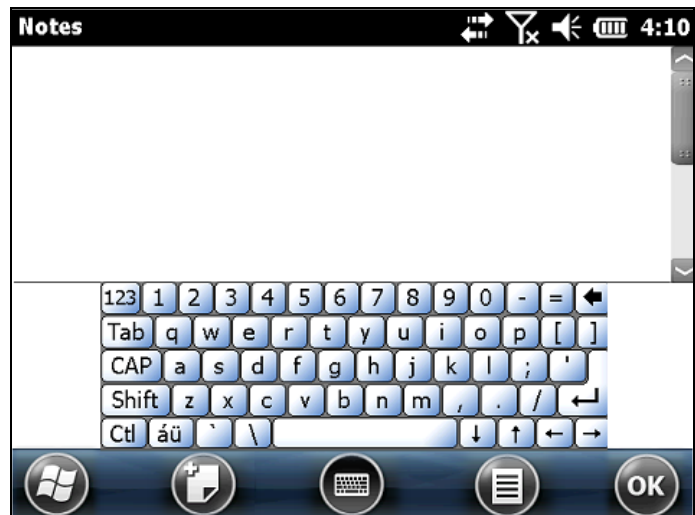 Notes 4:10
123 1 2 3 4 5 6 7 8 9 0 - =
Tab q w e r t y u i o p [ ]
CAP a s d f g h j k l ; '
Shift z x c v b n m , . /
Ctl áü ` \
OK